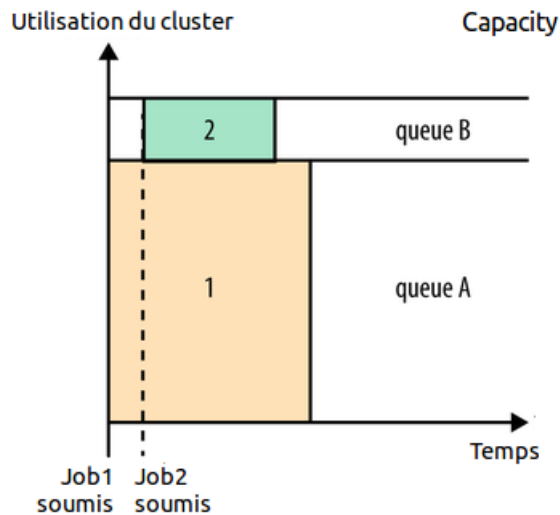 Utilisation du cluster
Capacity
2
queue B
1
queue A
Temps
Job1
soumis
Job2
soumis